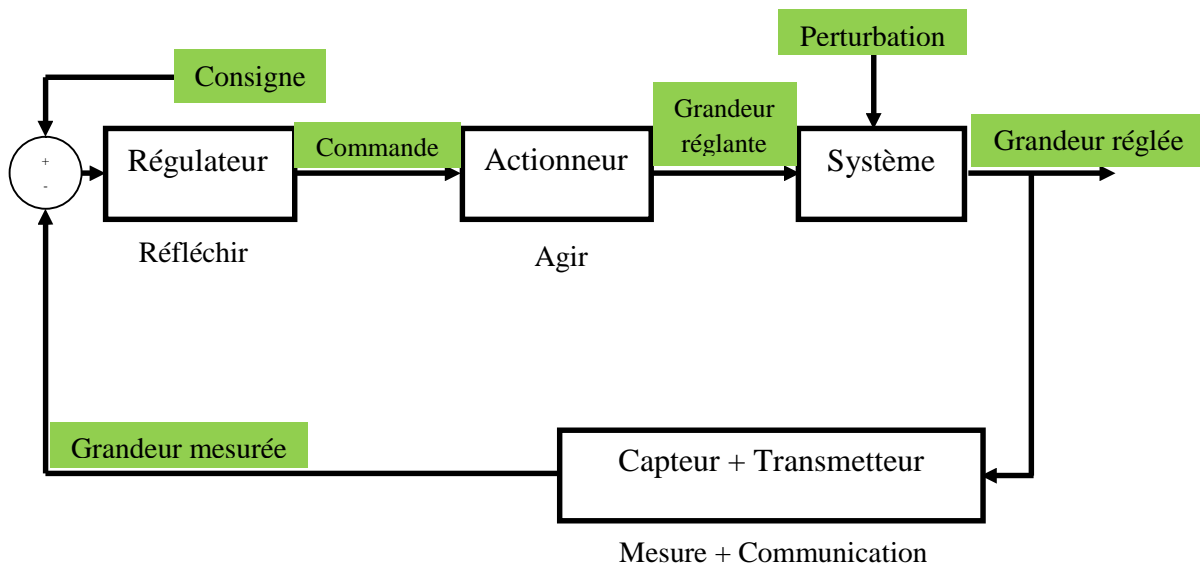 Perturbation
Consigne
Grandeur
réglante
Régulateur
Commande
Actionneur
Système
Grandeur réglée
+
-
Réfléchir
Agir
Grandeur mesurée
Capteur + Transmetteur
Mesure + Communication